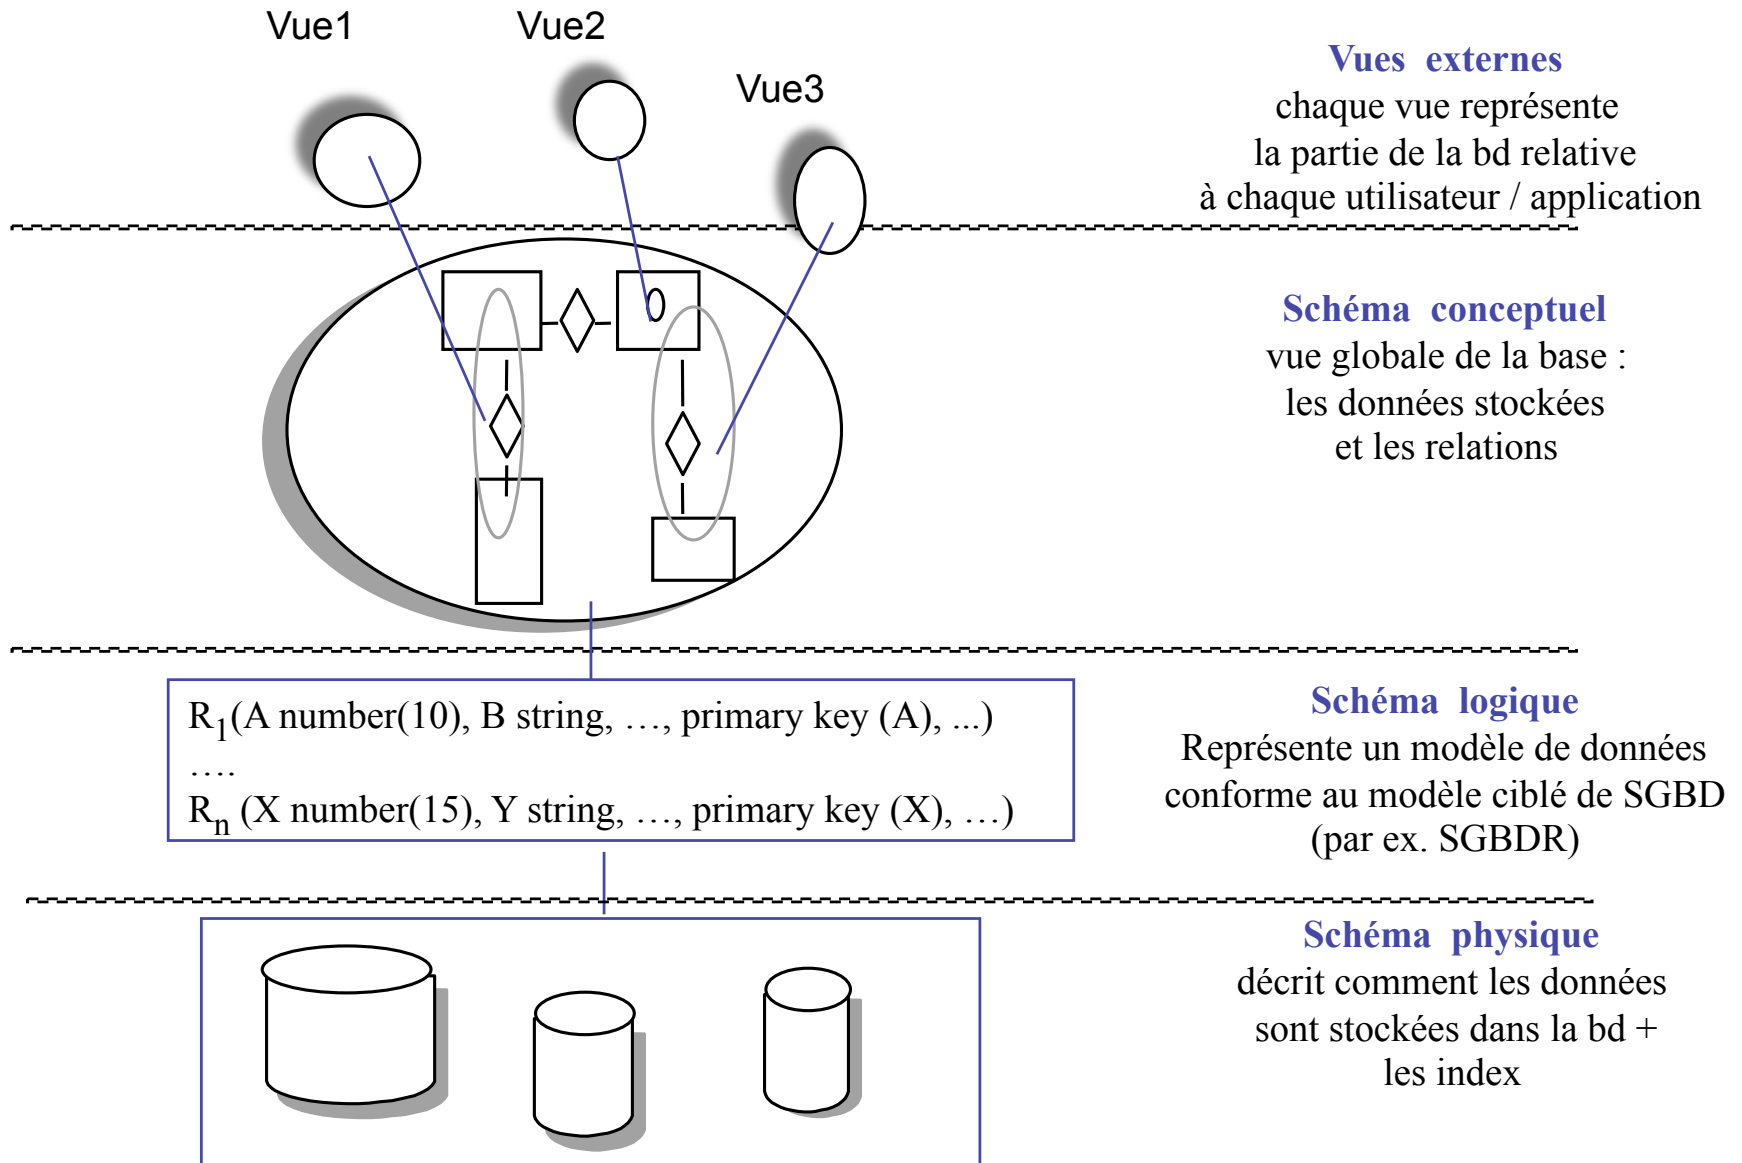 Vue1
Vue2
Vue3
Vues externes
chaque vue représente
la partie de la bd relative
à chaque utilisateur / application
Schéma conceptuel
vue globale de la base :
les données stockées
et les relations
R1(A number(10), B string, …, primary key (A), ...)
….
Rn (X number(15), Y string, …, primary key (X), …)
Schéma logique
Représente un modèle de données
conforme au modèle ciblé de SGBD
(par ex. SGBDR)
Schéma physique
décrit comment les données
sont stockées dans la bd +
les index